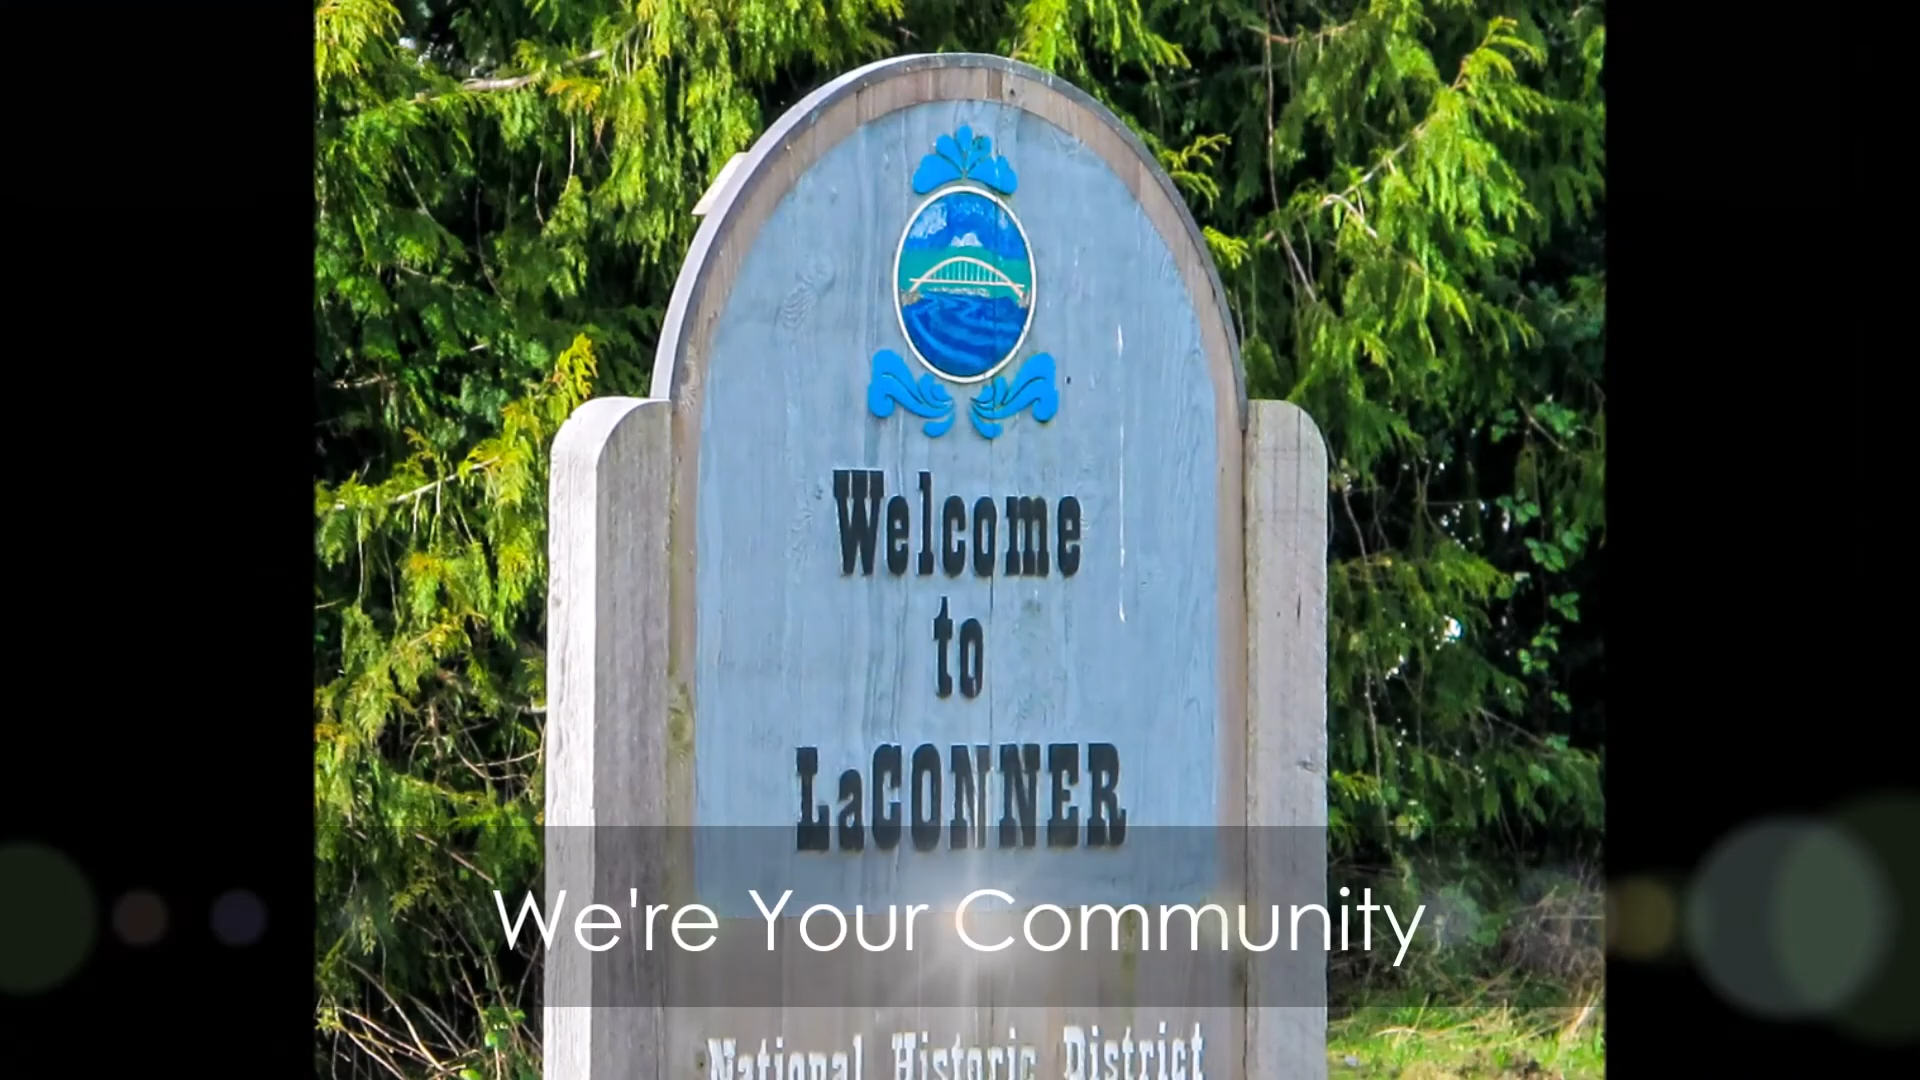 Welcome
to
LaCONNER
We're Your Community
National Historic District